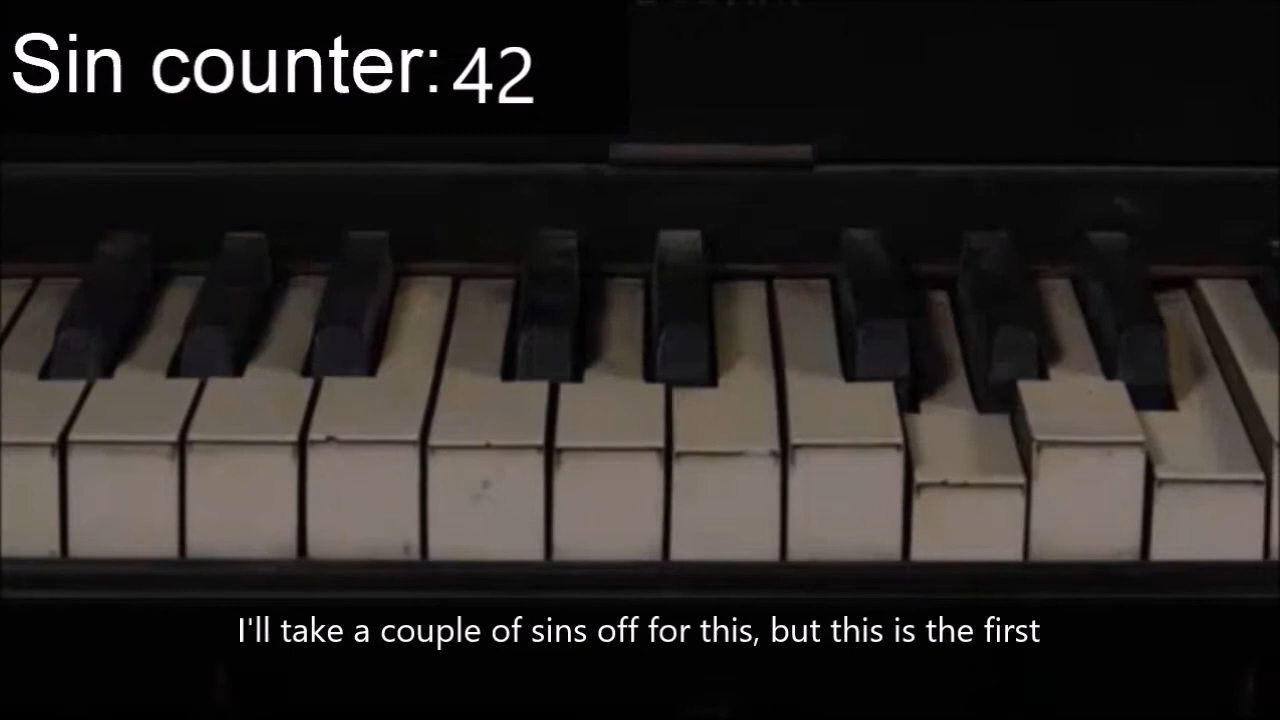 Sin counter: 42
I'll take a couple of sins off for this, but this is the first